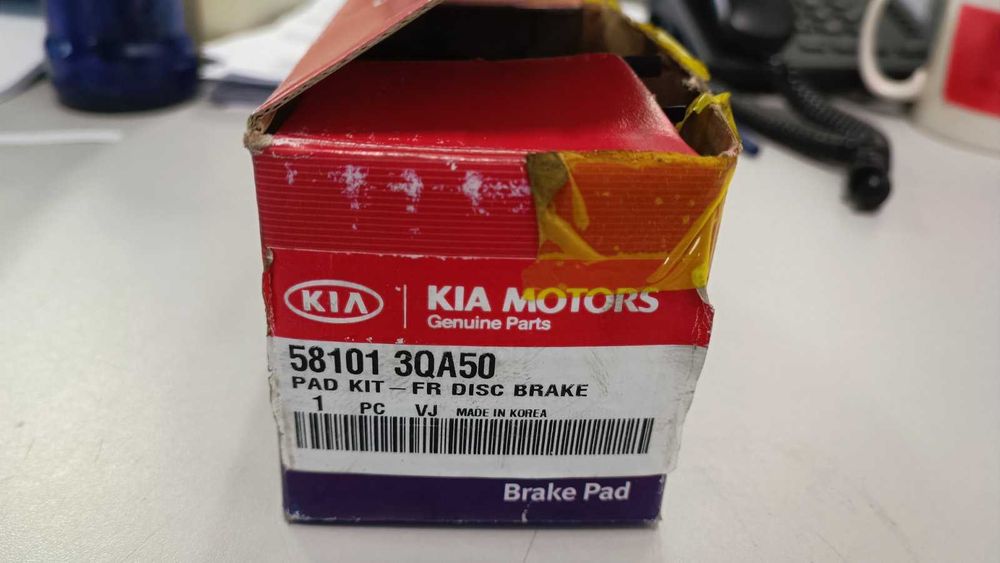 KIA
KIA MOTORS
Genuine Parts
58101 3QA50
PAD KIT – FR DISC BRAKE
1 PC VJ MADE IN KOREA
Brake Pad